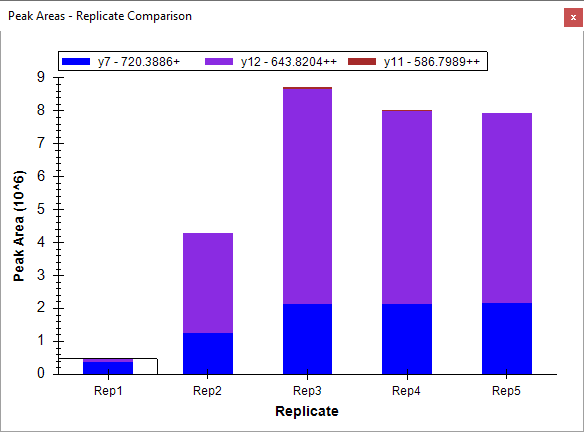 Peak Areas - Replicate Comparison
x
y7 - 720.3886+ y12 - 643.8204++ y11 - 586.7989++
9
8
7
6
5
4
3
2
1
0
Peak Area (10^6)
Rep1 Rep2 Rep3 Rep4 Rep5
Replicate